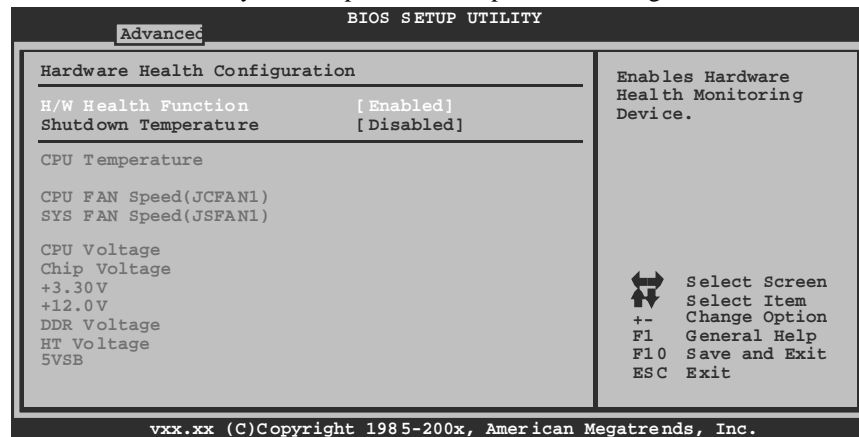 BIOS SETUP UTILITY
Advanced
Hardware Health Configuration
H/W Health Function [Enabled]
Shutdown Temperature [Disabled]
CPU Temperature
CPU FAN Speed(JCFAN1)
SYS FAN Speed(JSFAN1)
CPU Voltage
Chip Voltage
+3.30V
+12.0V
DDR Voltage
HT Voltage
5VSB
Enables Hardware
Health Monitoring
Device.
Select Screen
Select Item
+- Change Option
F1 General Help
F10 Save and Exit
ESC Exit
vxx.xx (C)Copyright 1985-200x, American Megatrends, Inc.